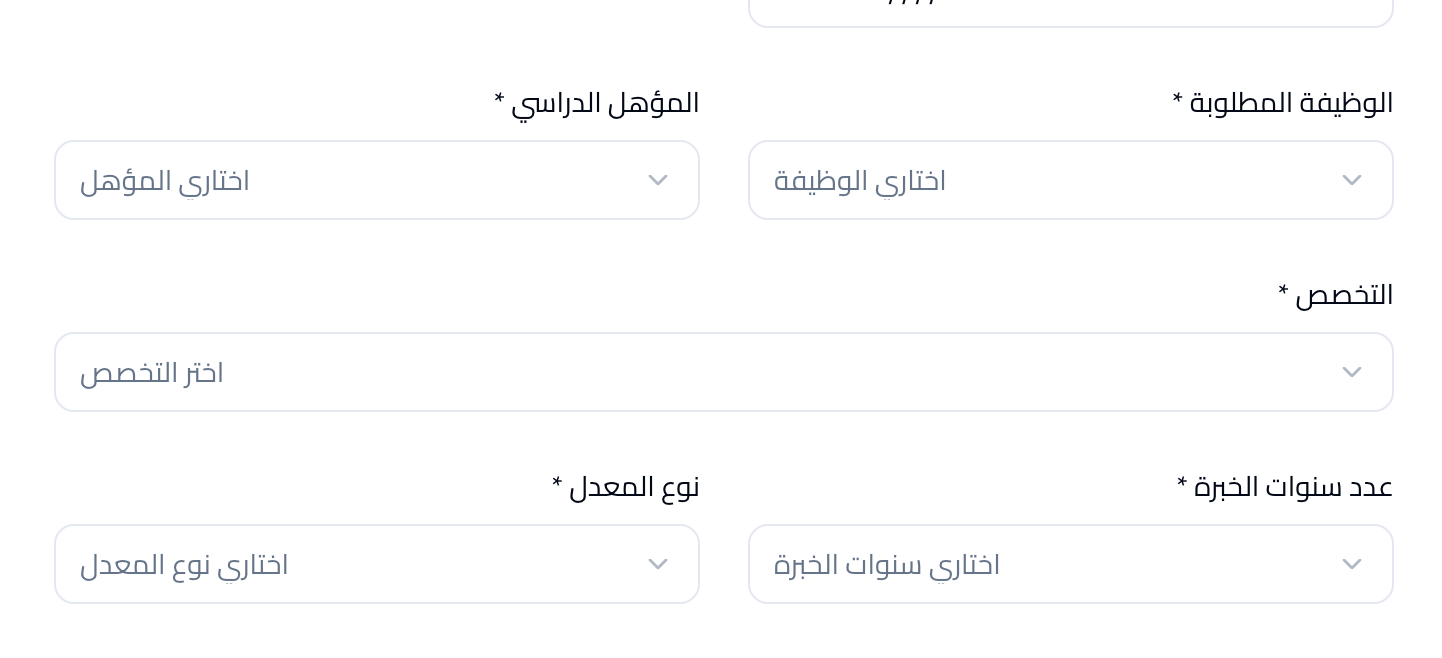 الوظيفة المطلوبة *
المؤهل الدراسي *
اختاري الوظيفة
اختاري المؤهل
التخصص *
اختر التخصص
عدد سنوات الخبرة *
نوع المعدل *
اختاري سنوات الخبرة
اختاري نوع المعدل